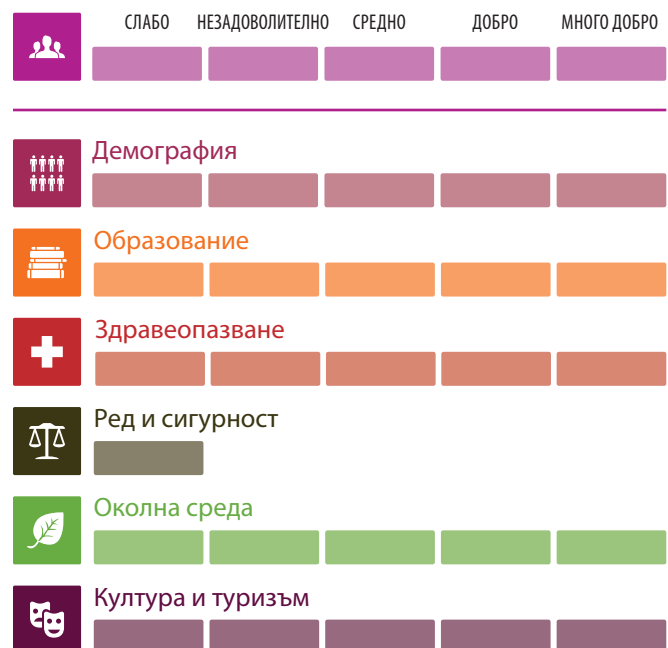 СЛАБО НЕЗАДОВОЛИТЕЛНО СРЕДНО ДОБРО МНОГО ДОБРО
Демография
Образование
Здравеопазване
Ред и сигурност
Околна среда
Култура и туризъм